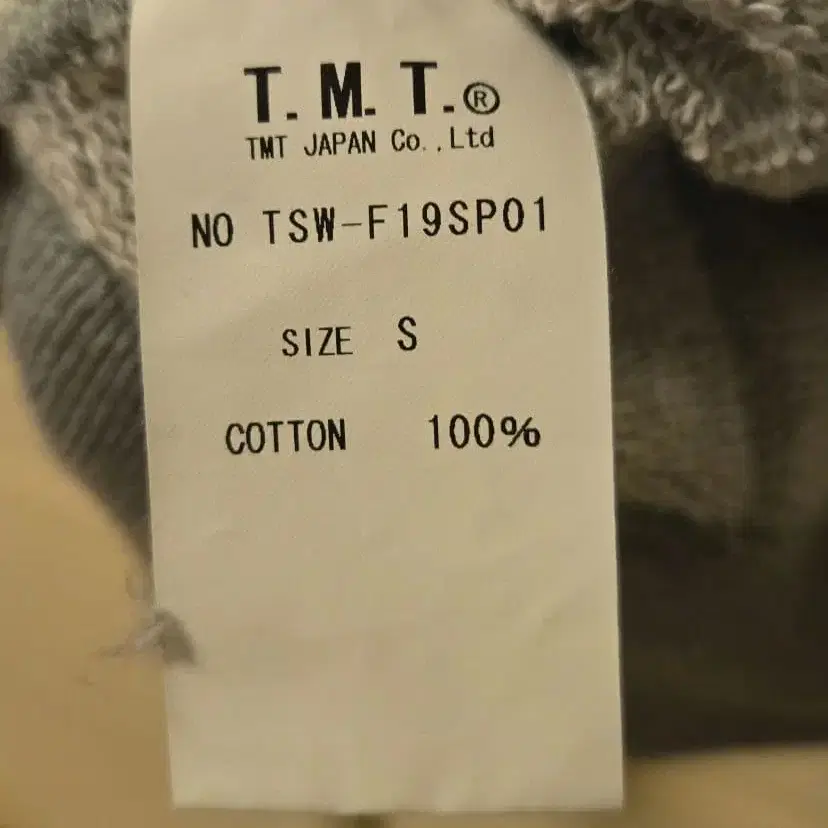 T.M.T.®
TMT JAPAN Co.,Ltd
NO TSW-F19SP01
SIZE S
COTTON 100%